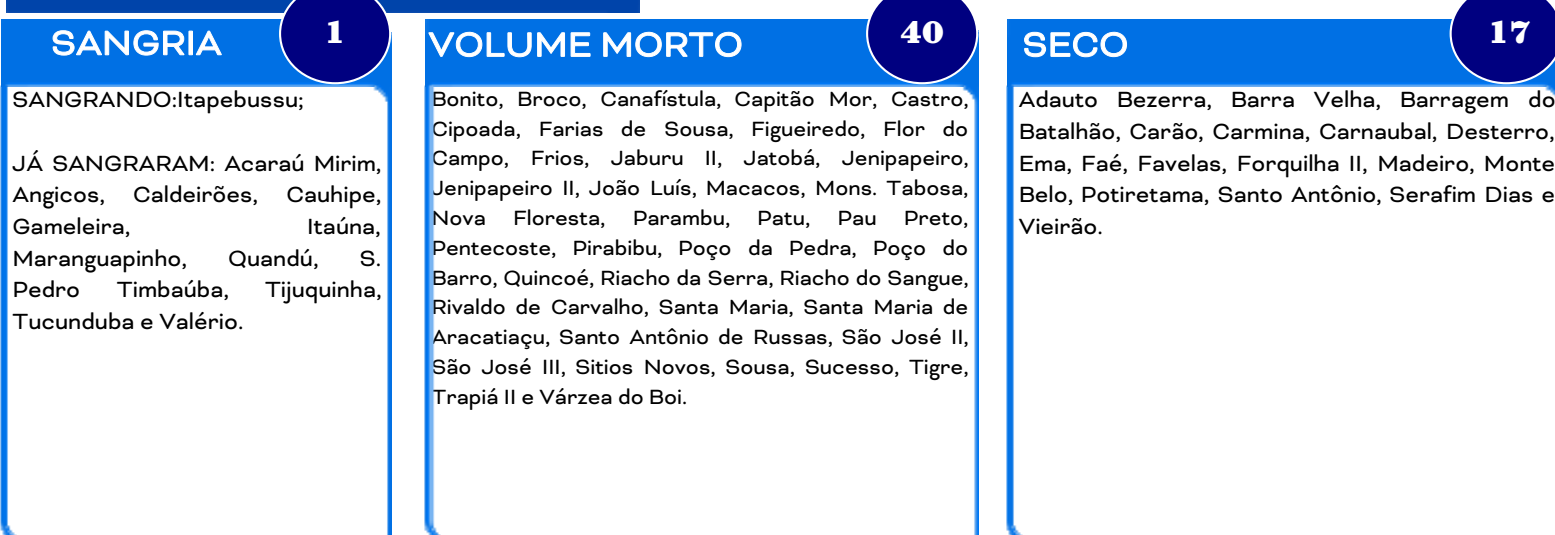 SANGRIA
1
SANGRANDO:Itapebussu;
JÁ SANGRARAM: Acaraú Mirim,
Angicos, Caldeirões, Cauhipe,
Gameleira, Itaúna,
Maranguapinho, Quandú, S.
Pedro Timbaúba, Tijuquinha,
Tucunduba e Valério.
VOLUME MORTO
40
Bonito, Broco, Canafístula, Capitão Mor, Castro,
Cipoada, Farias de Sousa, Figueiredo, Flor do
Campo, Frios, Jaburu II, Jatobá, Jenipapeiro,
Jenipapeiro II, João Luís, Macacos, Mons. Tabosa,
Nova Floresta, Parambu, Patu, Pau Preto,
Pentecoste, Pirabibu, Poço da Pedra, Poço do
Barro, Quincoé, Riacho da Serra, Riacho do Sangue,
Rivaldo de Carvalho, Santa Maria, Santa Maria de
Aracatiaçu, Santo Antônio de Russas, São José II,
São José III, Sitios Novos, Sousa, Sucesso, Tigre,
Trapiá II e Várzea do Boi.
SECO
17
Adauto Bezerra, Barra Velha, Barragem do
Batalhão, Carão, Carmina, Carnaubal, Desterro,
Ema, Faé, Favelas, Forquilha II, Madeiro, Monte
Belo, Potiretama, Santo Antônio, Serafim Dias e
Vieirão.